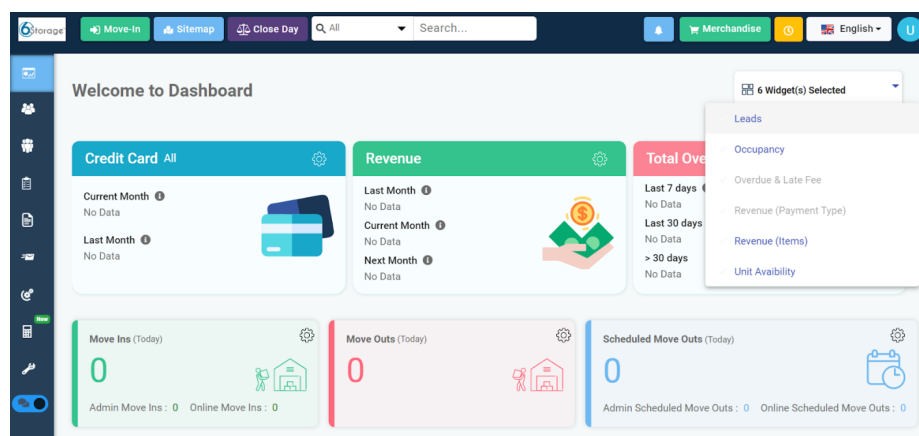 6Storage
Move-In
Sitemap
Close Day
All
Search...
Merchandise
English
U
Welcome to Dashboard
6 Widget(s) Selected
Leads
Occupancy
Overdue & Late Fee
Revenue (Payment Type)
Revenue (Items)
Unit Avaibility
Credit Card All
Current Month
No Data
Last Month
No Data
Revenue
Last Month
No Data
Current Month
No Data
Next Month
No Data
Total Ove
Last 7 days
No Data
Last 30 days
No Data
> 30 days
No Data
New
Move Ins (Today)
0
Admin Move Ins : 0 Online Move Ins : 0
Move Outs (Today)
0
Scheduled Move Outs (Today)
0
Admin Scheduled Move Outs : 0 Online Scheduled Move Outs : 0